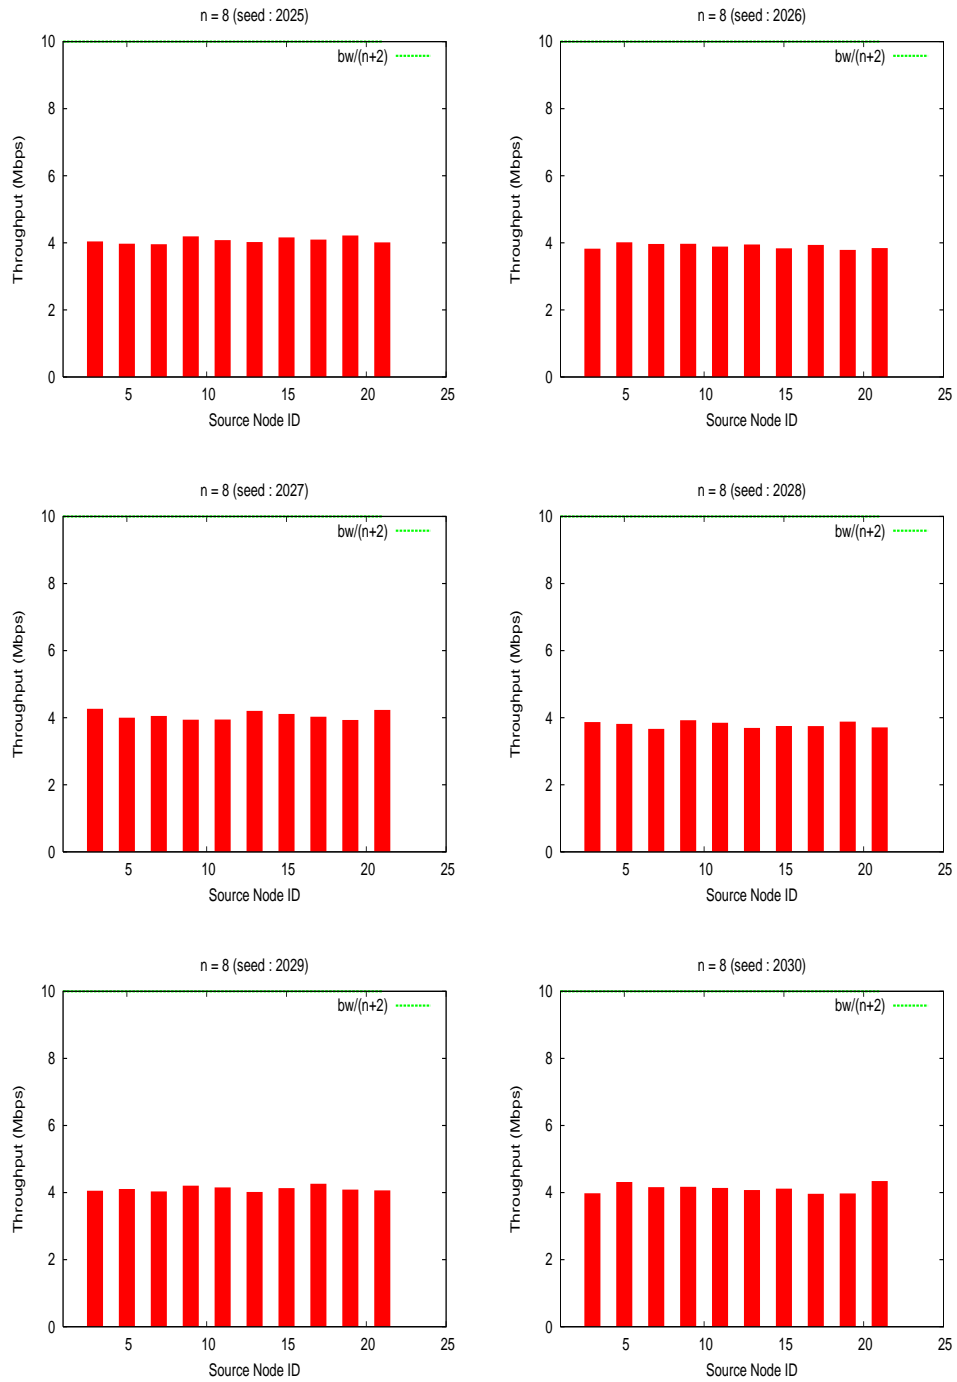 n = 8 (seed : 2025)
10
bw/(n+2)
8
6
4
2
0
Throughput (Mbps)
5 10 15 20 25
Source Node ID
n = 8 (seed : 2026)
10
bw/(n+2)
8
6
4
2
0
Throughput (Mbps)
5 10 15 20 25
Source Node ID
n = 8 (seed : 2027)
10
bw/(n+2)
8
6
4
2
0
Throughput (Mbps)
5 10 15 20 25
Source Node ID
n = 8 (seed : 2028)
10
bw/(n+2)
8
6
4
2
0
Throughput (Mbps)
5 10 15 20 25
Source Node ID
n = 8 (seed : 2029)
10
bw/(n+2)
8
6
4
2
0
Throughput (Mbps)
5 10 15 20 25
Source Node ID
n = 8 (seed : 2030)
10
bw/(n+2)
8
6
4
2
0
Throughput (Mbps)
5 10 15 20 25
Source Node ID